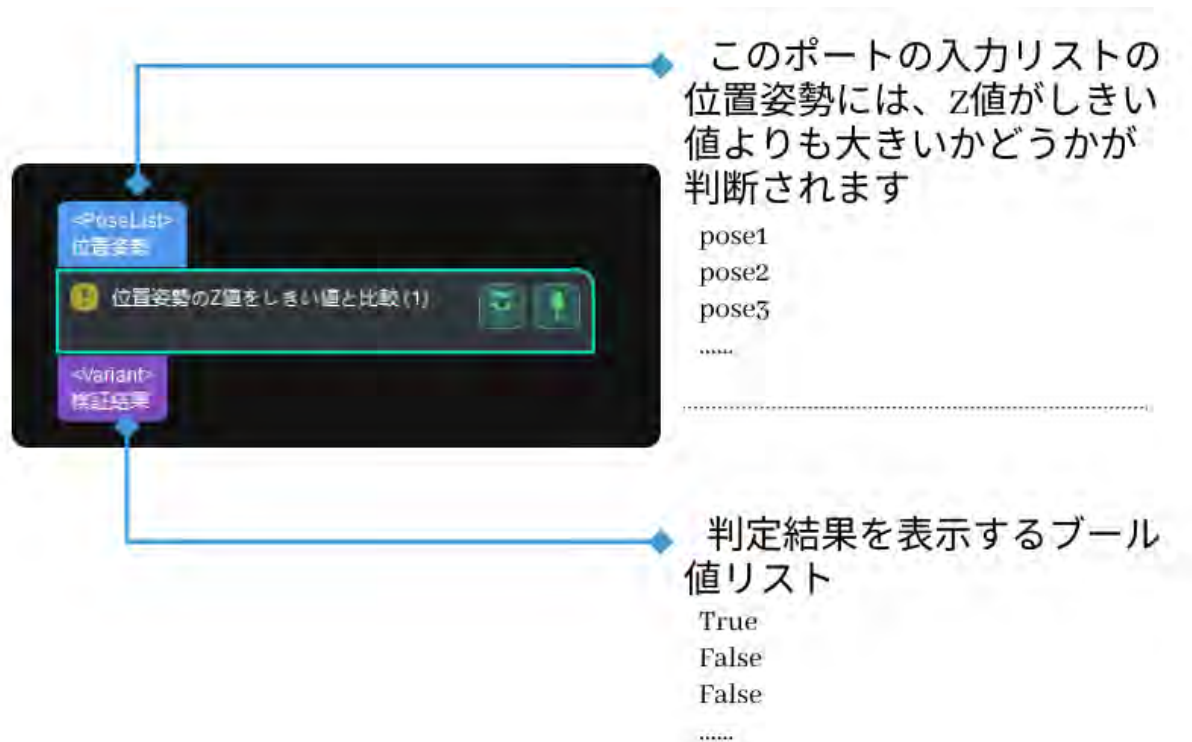 このポートの入力リストの
位置姿勢には、Z値がしきい
値よりも大きいかどうかが
判断されます
pose1
pose2
pose3
......
<PoseList>
位置姿勢
位置姿勢のZ値をしきい値と比較 (1)
<Variant>
検証結果
判定結果を表示するブール
値リスト
True
False
False
......